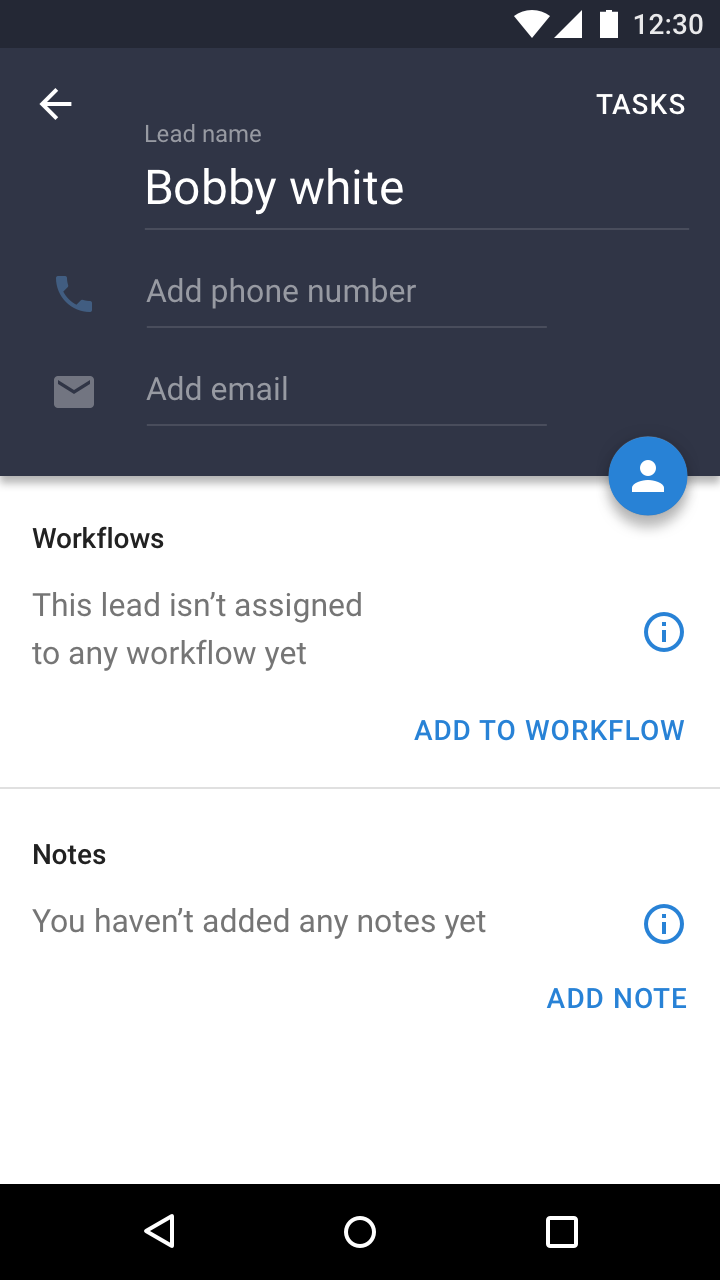 12:30
TASKS
Lead name
Bobby white
Add phone number
Add email
Workflows
This lead isn’t assigned
to any workflow yet
ADD TO WORKFLOW
Notes
You haven’t added any notes yet
ADD NOTE